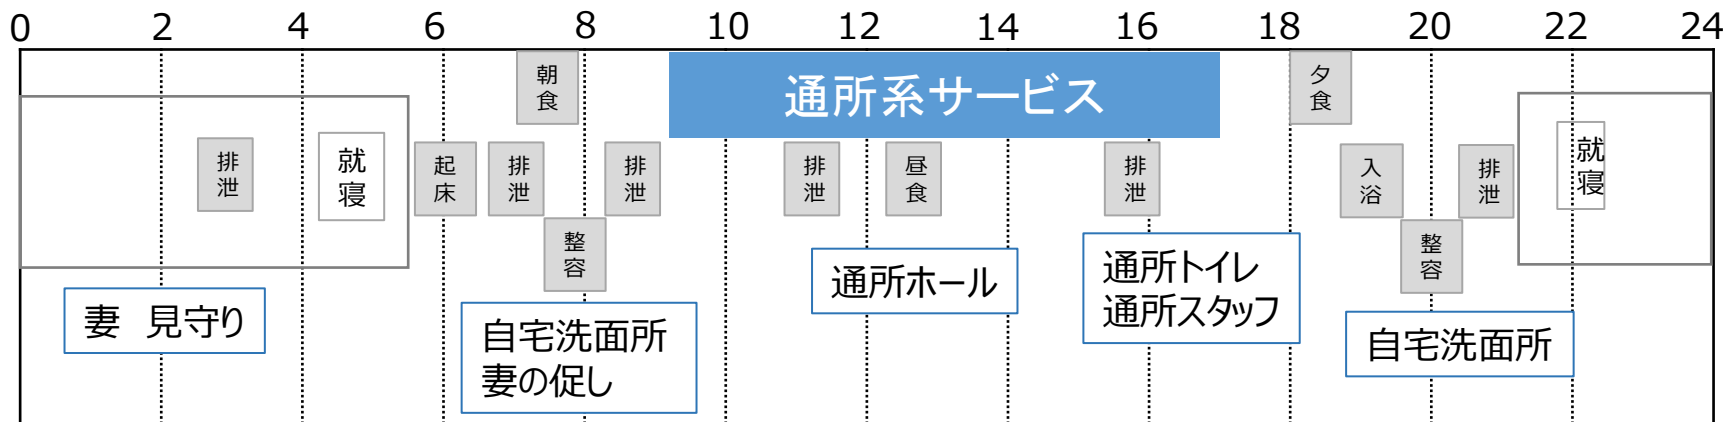 0 2 4 6 8 10 12 14 16 18 20 22 24
朝食
通所系サービス
夕食
排泄
就寝
起床
排泄
排泄
排泄
昼食
排泄
入浴
排泄
就寝
整容
整容
妻　見守り
自宅洗面所
妻の促し
通所ホール
通所トイレ
通所スタッフ
自宅洗面所